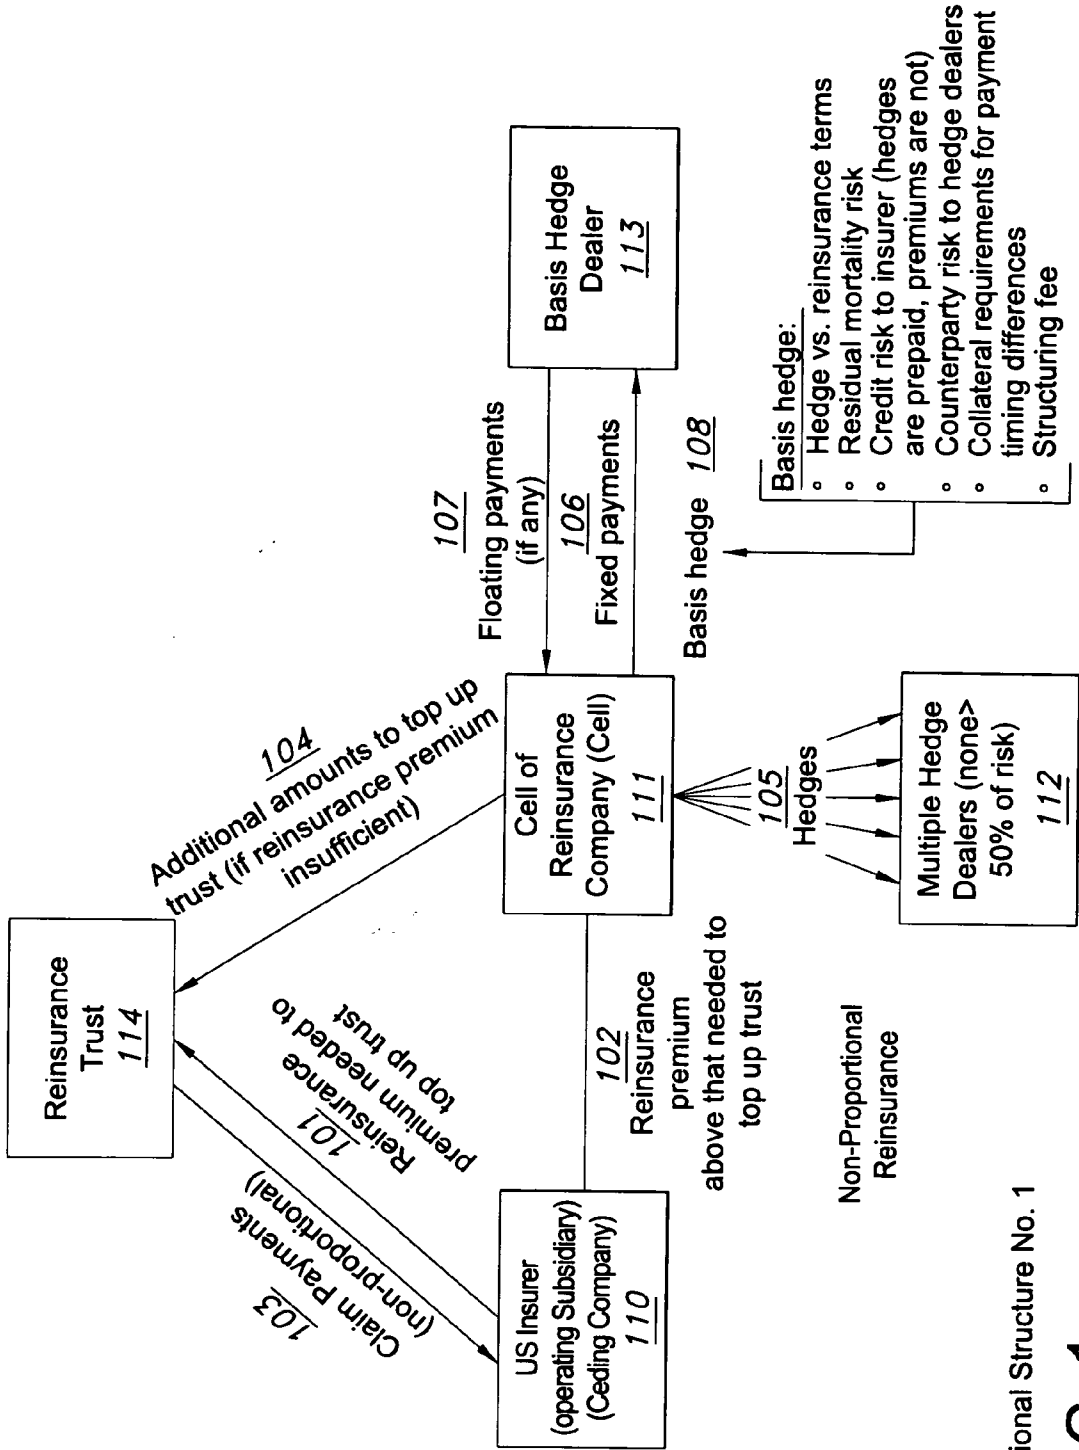 Reinsurance
Trust
114
104
Additional amounts to top up
trust (if reinsurance premium
insufficient)
103
Claim Payments
(non-proportional)
101
Reinsurance
premium needed to
top up trust
US Insurer
(operating Subsidiary)
(Ceding Company)
110
102
Reinsurance
premium
above that needed to
top up trust
Cell of
Reinsurance
Company (Cell)
111
107
Floating payments
(if any)
106
Fixed payments
Basis Hedge
Dealer
113
Basis hedge 108
105
Hedges
Multiple Hedge
Dealers (none>
50% of risk)
112
Non-Proportional
Reinsurance
Basis hedge:
° Hedge vs. reinsurance terms
° Residual mortality risk
° Credit risk to insurer (hedges
are prepaid, premiums are not)
° Counterparty risk to hedge dealers
° Collateral requirements for payment
timing differences
° Structuring fee
Structure No. 1